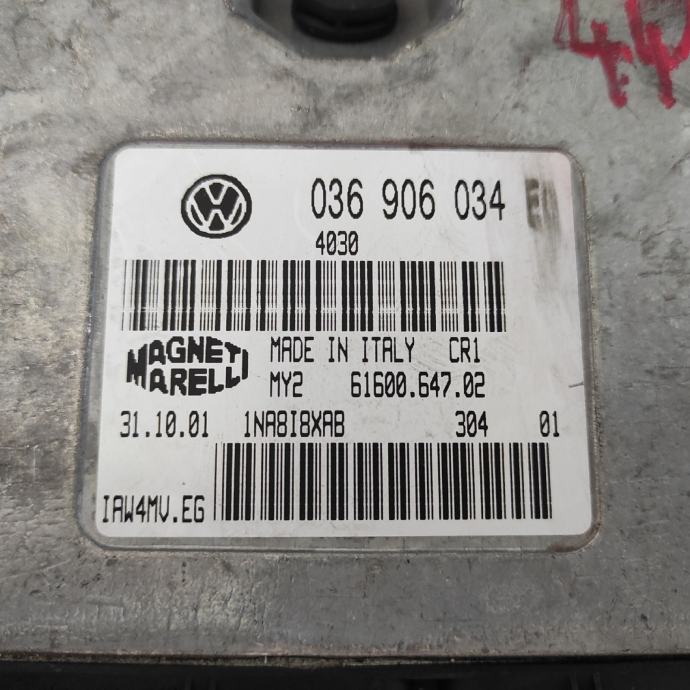 036 906 034
4030
MAGNETI MARELLI
MADE IN ITALY CR1
MY2 61600.647.02
31.10.01 1NA8I8XAB 304 01
IAW4MV.EG